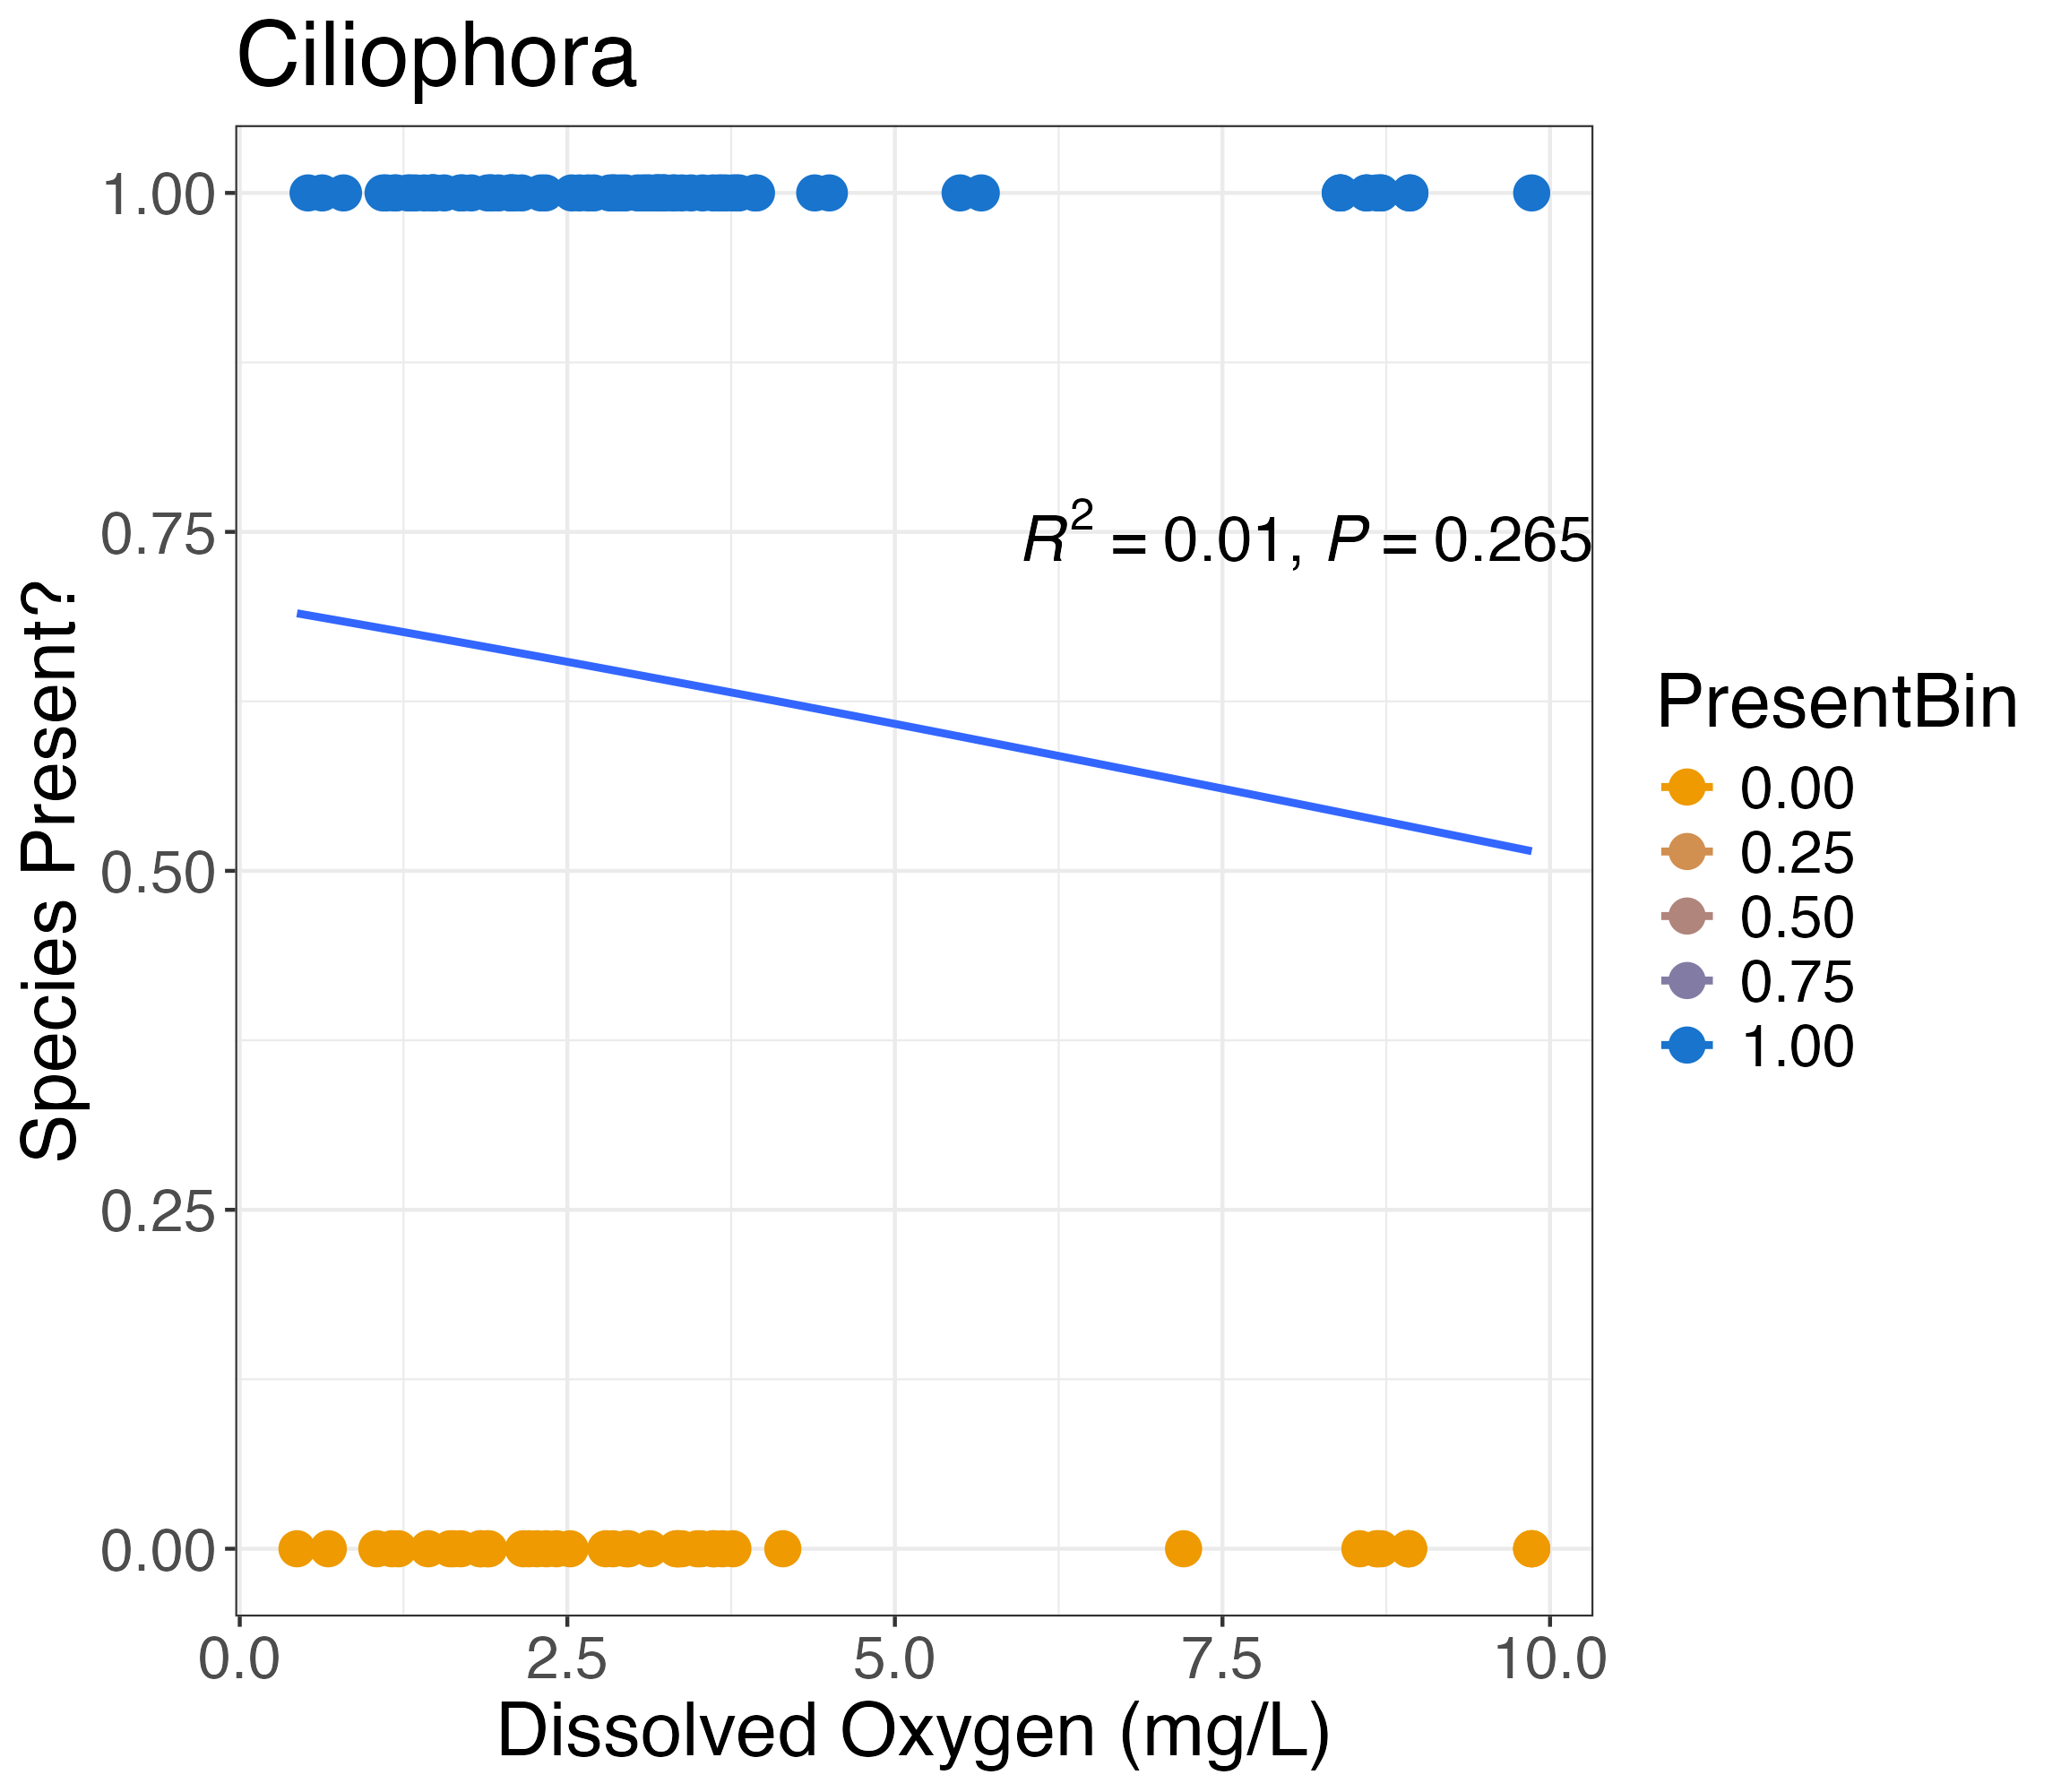 Ciliophora
1.00
0.75
0.50
0.25
0.00
Species Present?
R² = 0.01, P = 0.265
0.0 2.5 5.0 7.5 10.0
Dissolved Oxygen (mg/L)
PresentBin
0.00
0.25
0.50
0.75
1.00